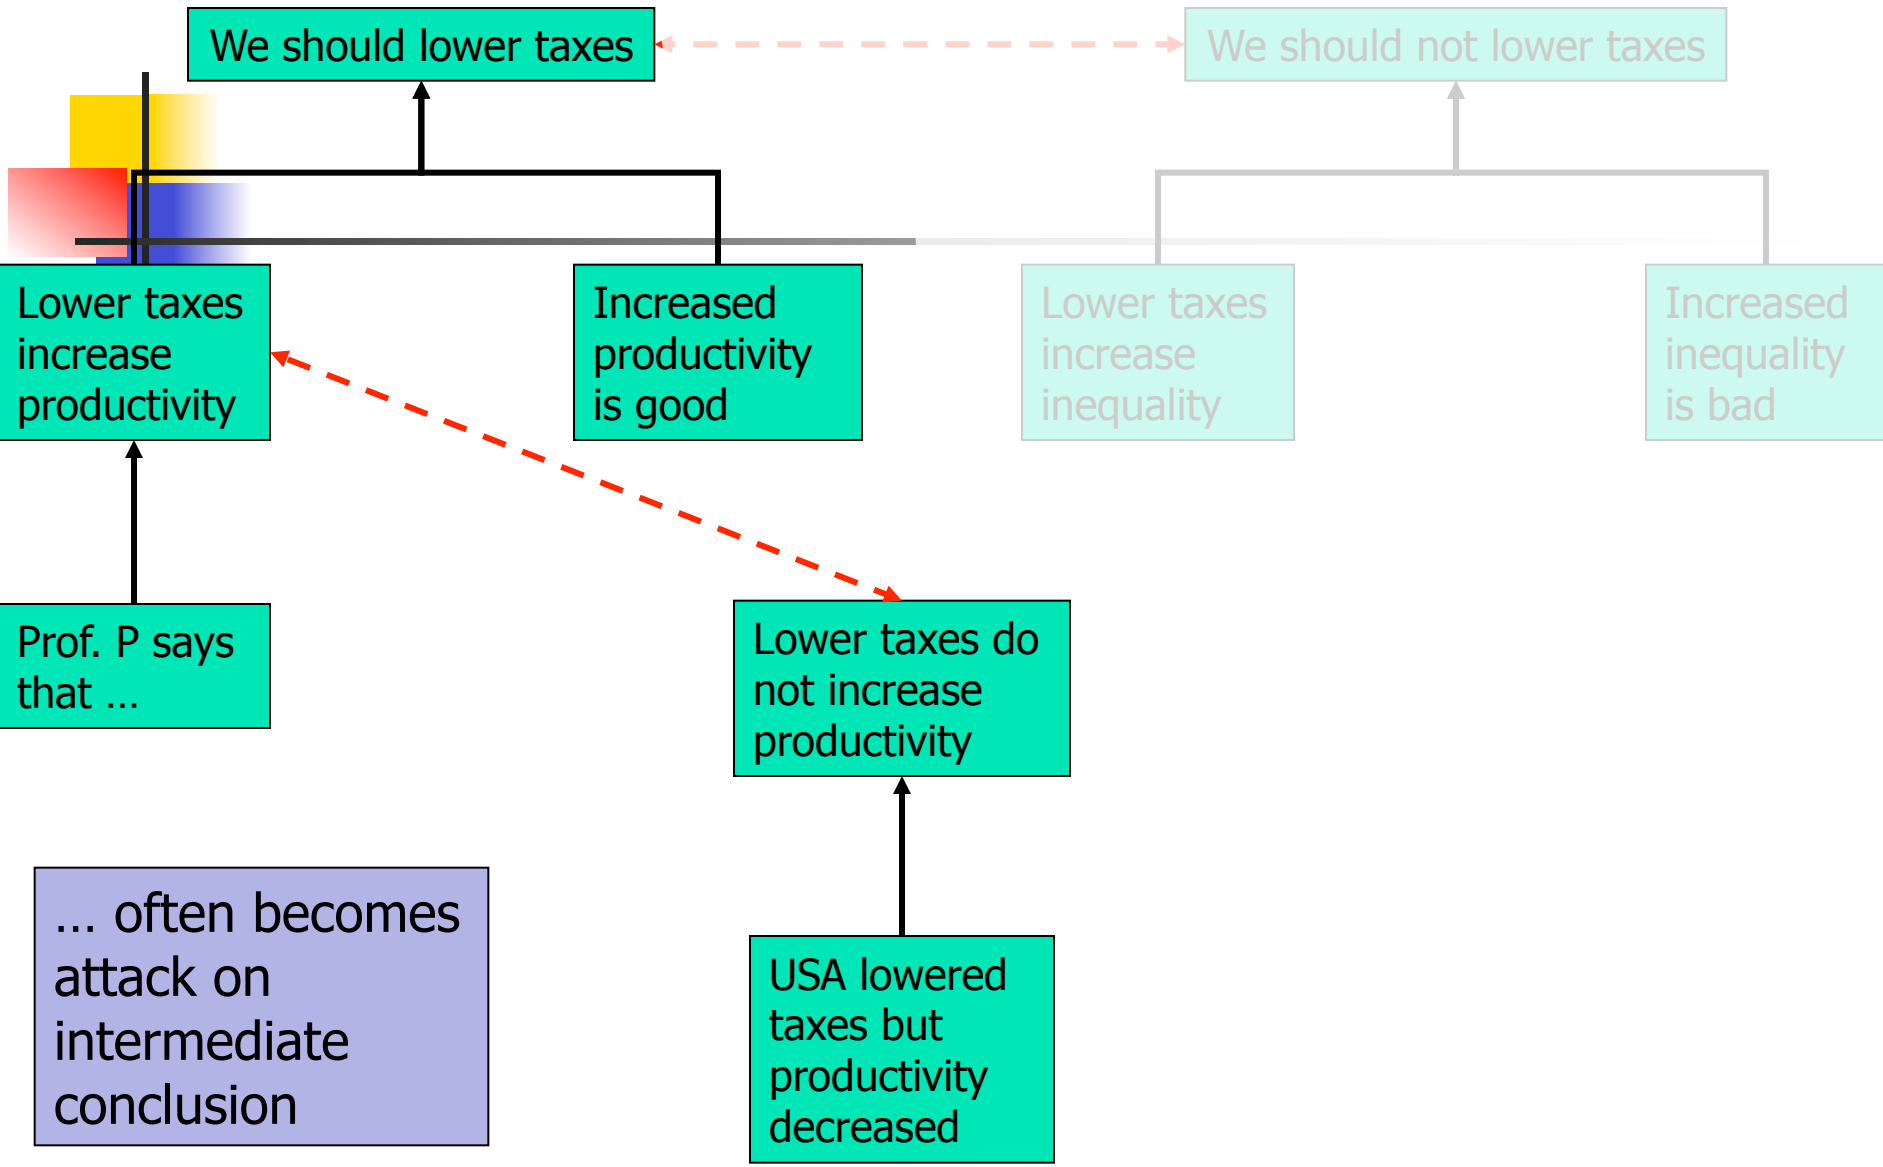 We should lower taxes
We should not lower taxes
Lower taxes
increase
productivity
Increased
productivity
is good
Lower taxes
increase
inequality
Increased
inequality
is bad
Prof. P says
that …
Lower taxes do
not increase
productivity
… often becomes
attack on
intermediate
conclusion
USA lowered
taxes but
productivity
decreased